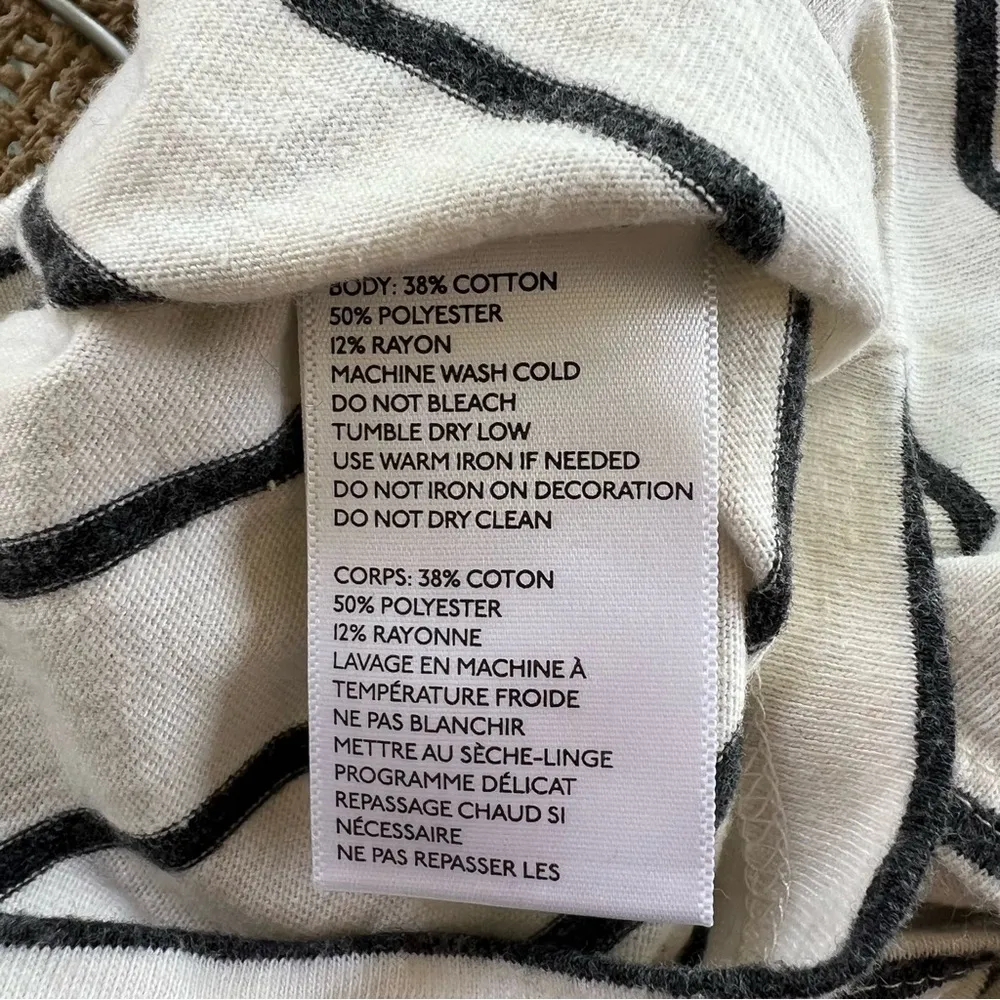 BODY: 38% COTTON
50% POLYESTER
12% RAYON
MACHINE WASH COLD
DO NOT BLEACH
TUMBLE DRY LOW
USE WARM IRON IF NEEDED
DO NOT IRON ON DECORATION
DO NOT DRY CLEAN
CORPS: 38% COTON
50% POLYESTER
12% RAYONNE
LAVAGE EN MACHINE À
TEMPÉRATURE FROIDE
NE PAS BLANCHIR
METTRE AU SÈCHE-LINGE
PROGRAMME DÉLICAT
REPASSAGE CHAUD SI
NÉCESSAIRE
NE PAS REPASSER LES